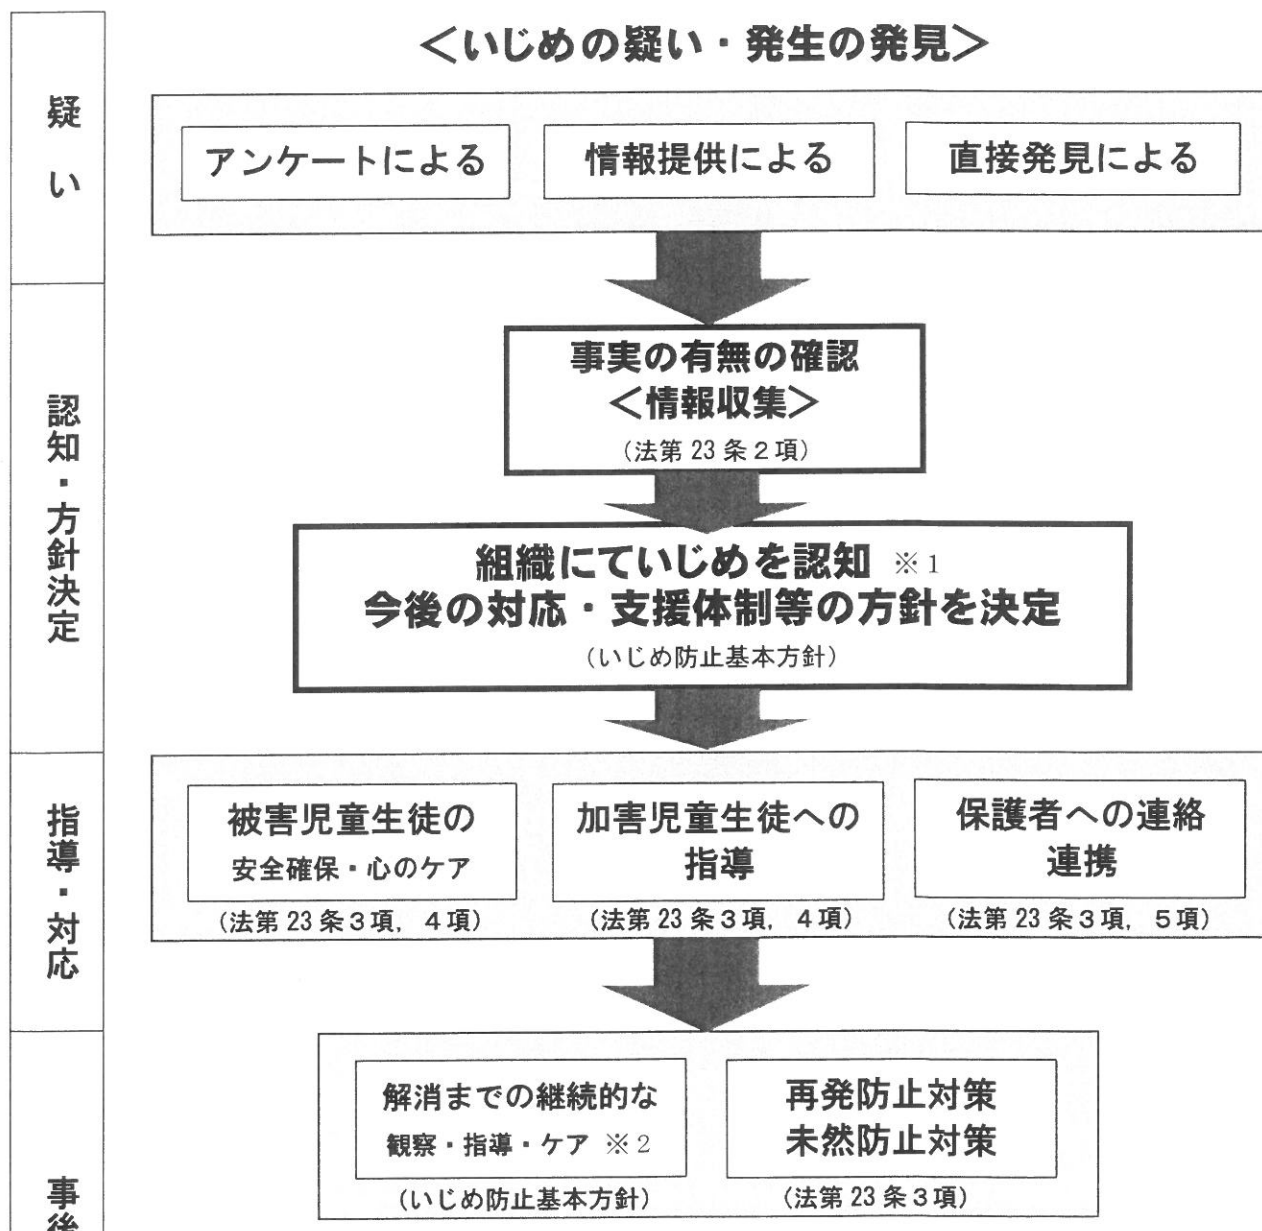 <いじめの疑い・発生の発見>
疑い
アンケートによる
情報提供による
直接発見による
認知・方針決定
事実の有無の確認
<情報収集>
(法第 23 条 2 項)
組織にていじめを認知 ※1
今後の対応・支援体制等の方針を決定
(いじめ防止基本方針)
指導・対応
被害児童生徒の
安全確保・心のケア
(法第 23 条 3 項, 4 項)
加害児童生徒への
指導
(法第 23 条 3 項, 4 項)
保護者への連絡
連携
(法第 23 条 3 項, 5 項)
事後
解消までの継続的な
観察・指導・ケア ※2
(いじめ防止基本方針)
再発防止対策
未然防止対策
(法第 23 条 3 項)